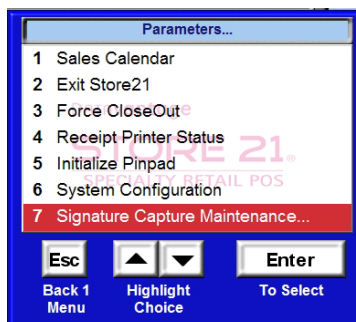 Parameters...
1 Sales Calendar
2 Exit Store21
3 Force CloseOut
4 Receipt Printer Status
5 Initialize Pinpad
STORE 21®
SPECIALTY RETAIL POS
6 System Configuration
7 Signature Capture Maintenance...
Esc
Enter
Back 1 Menu
Highlight Choice
To Select